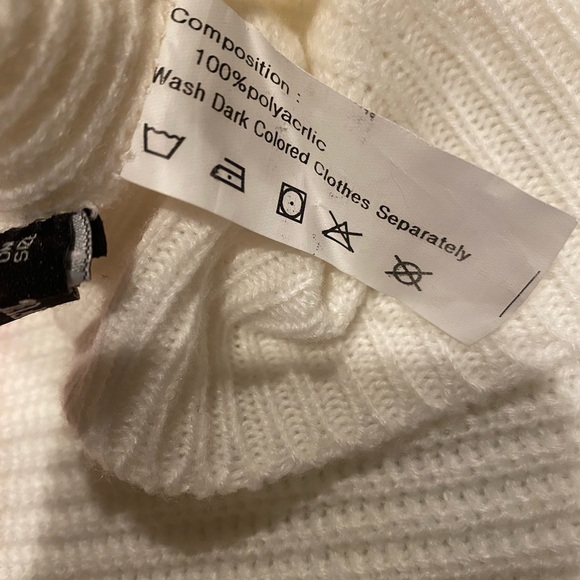 Composition :
100%polyacrlic
Wash Dark Colored Clothes Separately